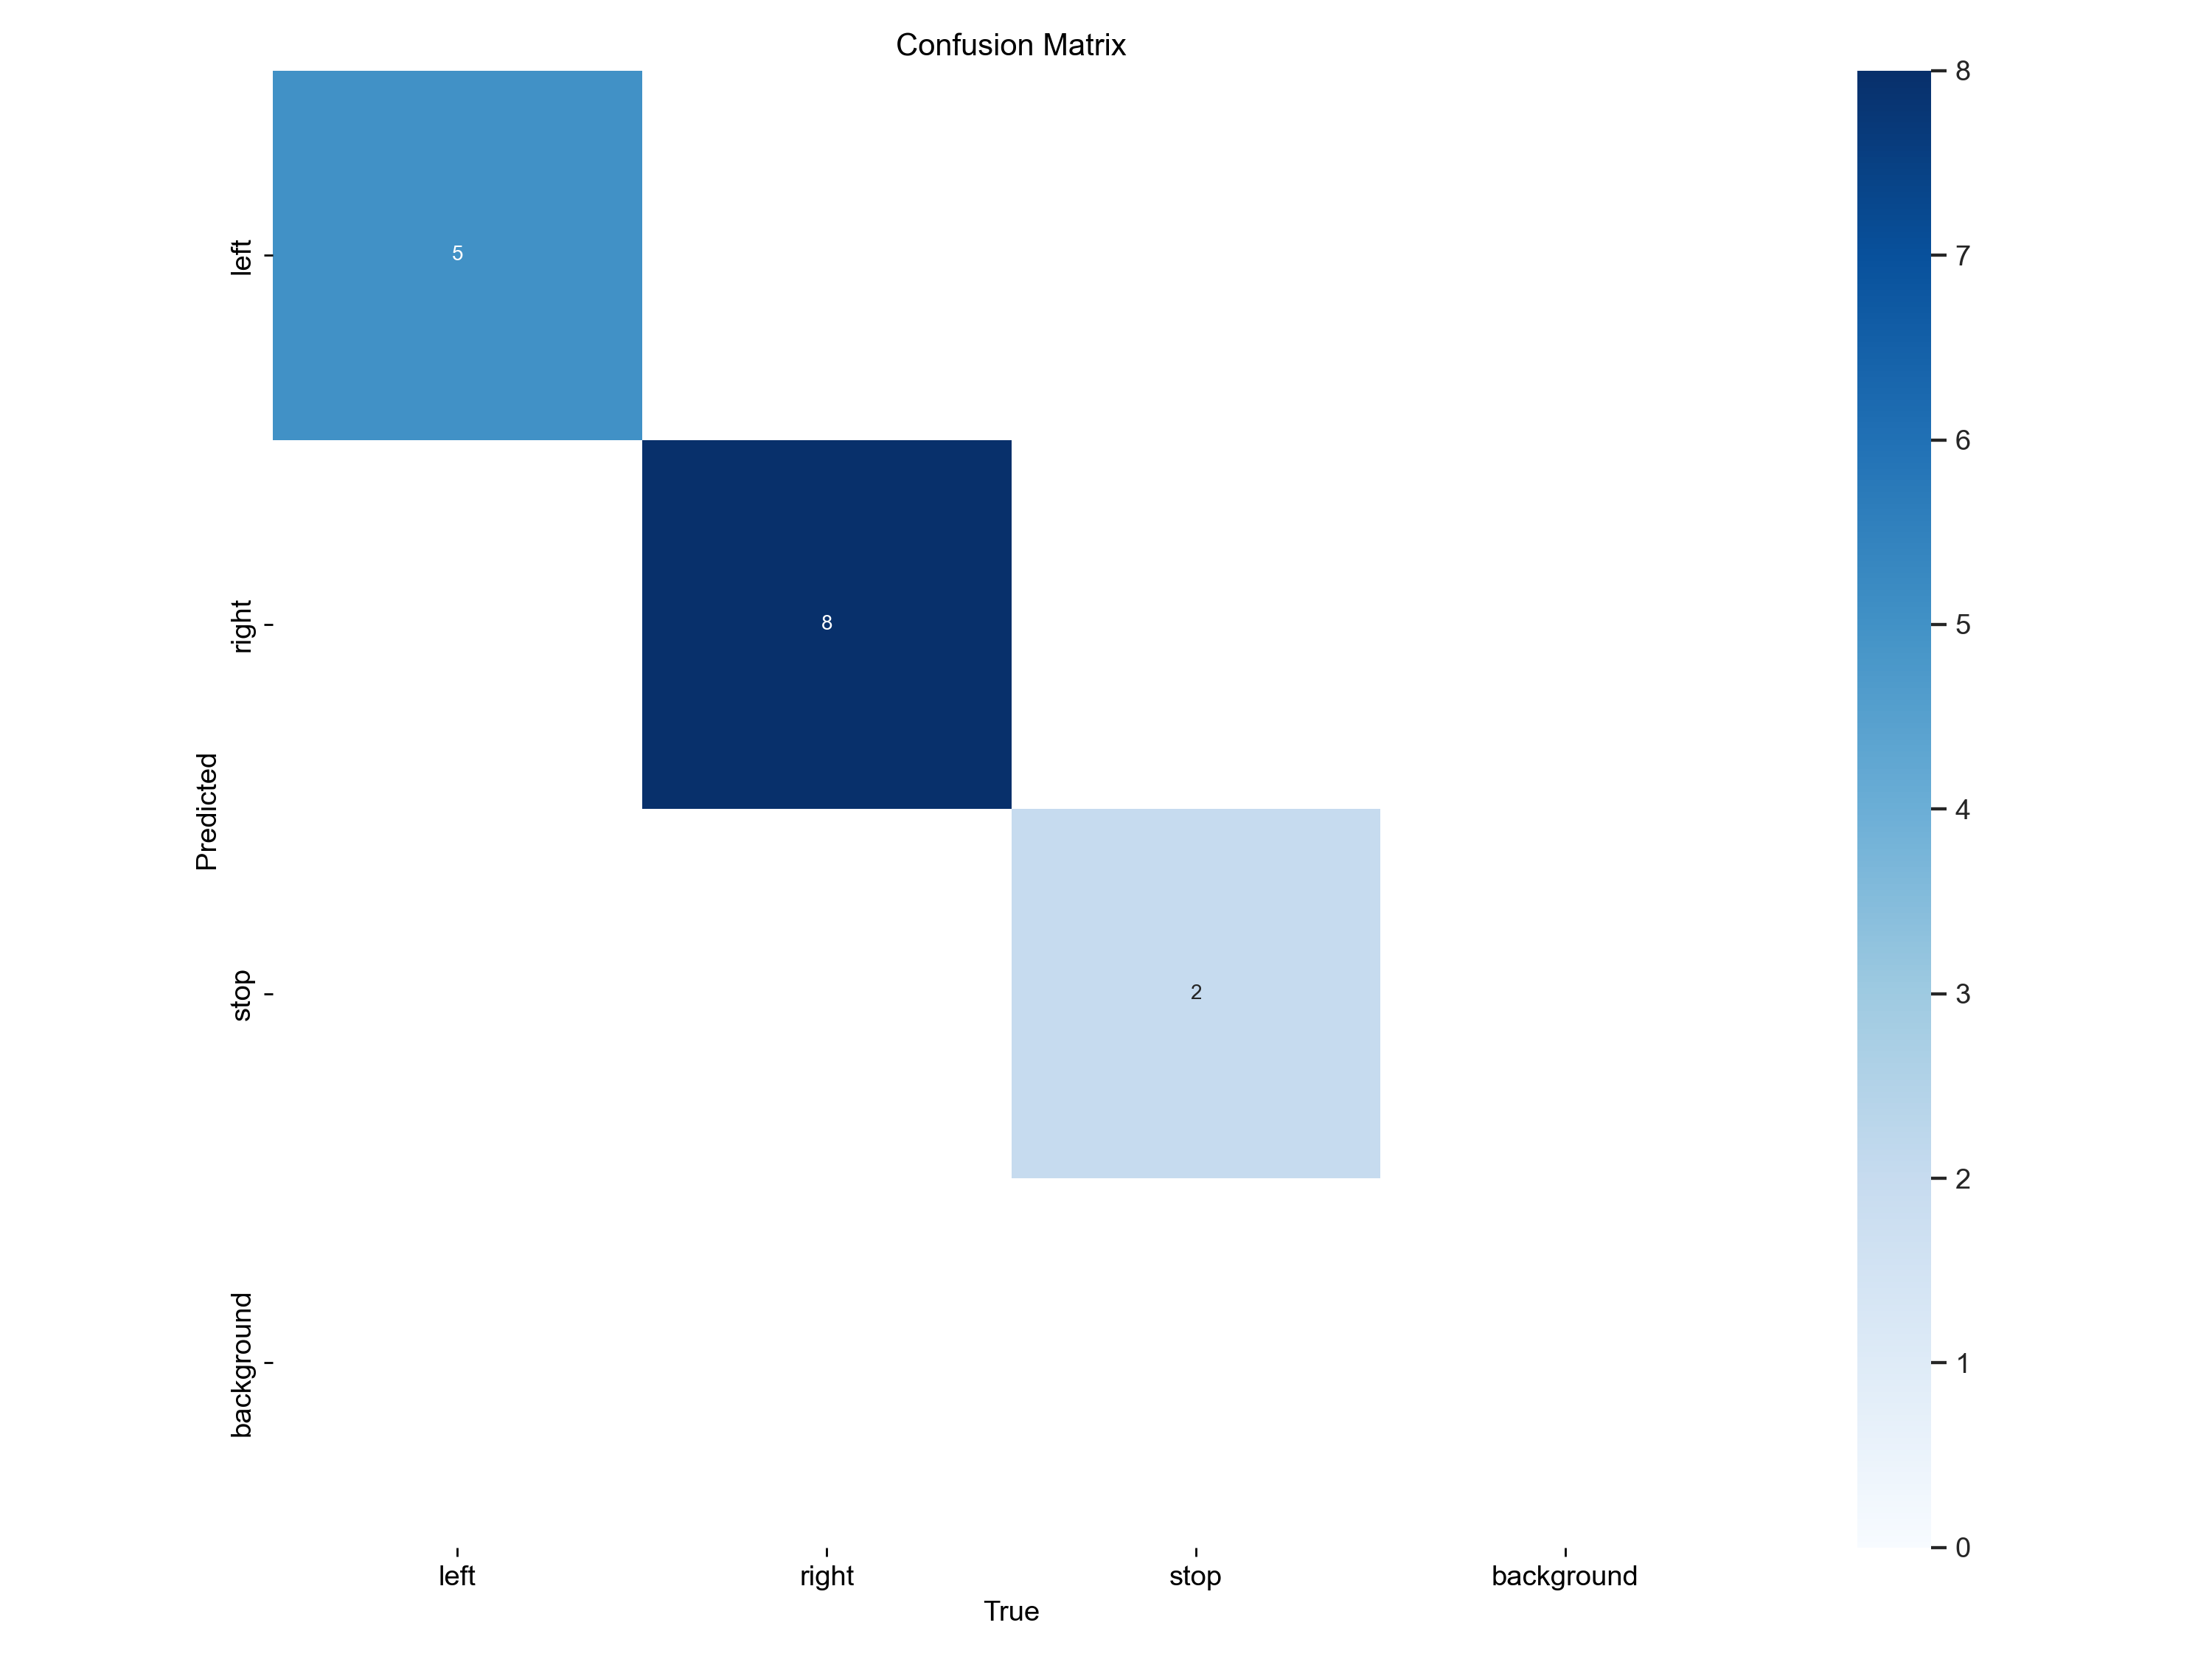 Confusion Matrix
left
right
stop
background
Predicted
5
8
2
left
right
stop
background
True
8
7
6
5
4
3
2
1
0